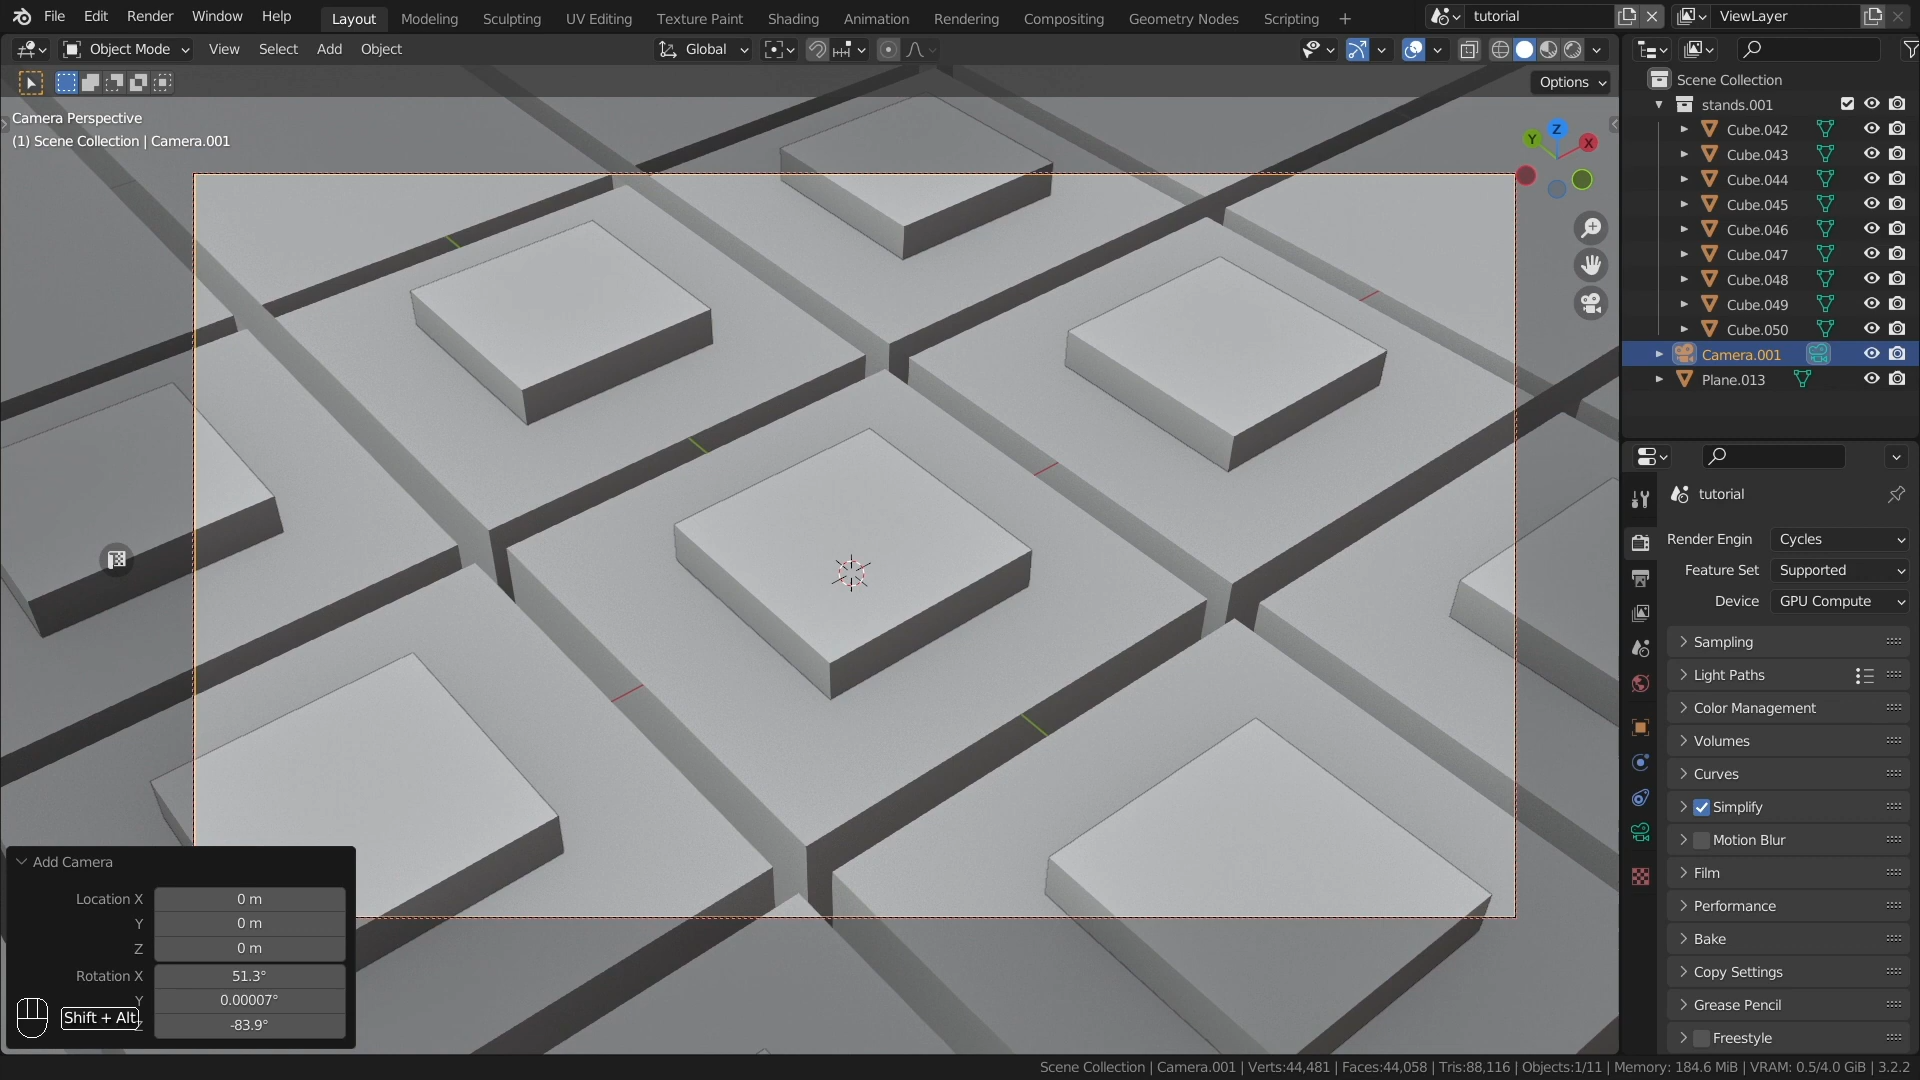 File Edit Render Window Help Layout Modeling Sculpting UV Editing Texture Paint Shading Animation Rendering Compositing Geometry Nodes Scripting + tutorial ViewLayer
Object Mode View Select Add Object Global
Options
Camera Perspective
(1) Scene Collection | Camera.001
Z
Y
X
Scene Collection
stands.001
Cube.042
Cube.043
Cube.044
Cube.045
Cube.046
Cube.047
Cube.048
Cube.049
Cube.050
Camera.001
Plane.013
tutorial
Render Engin Cycles
Feature Set Supported
Device GPU Compute
Sampling
Light Paths
Color Management
Volumes
Curves
Simplify
Motion Blur
Film
Performance
Bake
Copy Settings
Grease Pencil
Freestyle
Add Camera
Location X 0 m
Y 0 m
Z 0 m
Rotation X 51.3°
Y 0.00007°
Z -83.9°
Shift + Alt
Scene Collection | Camera.001 | Verts:44,481 | Faces:44,058 | Tris:88,116 | Objects:1/11 | Memory: 184.6 MiB | VRAM: 0.5/4.0 GiB | 3.2.2